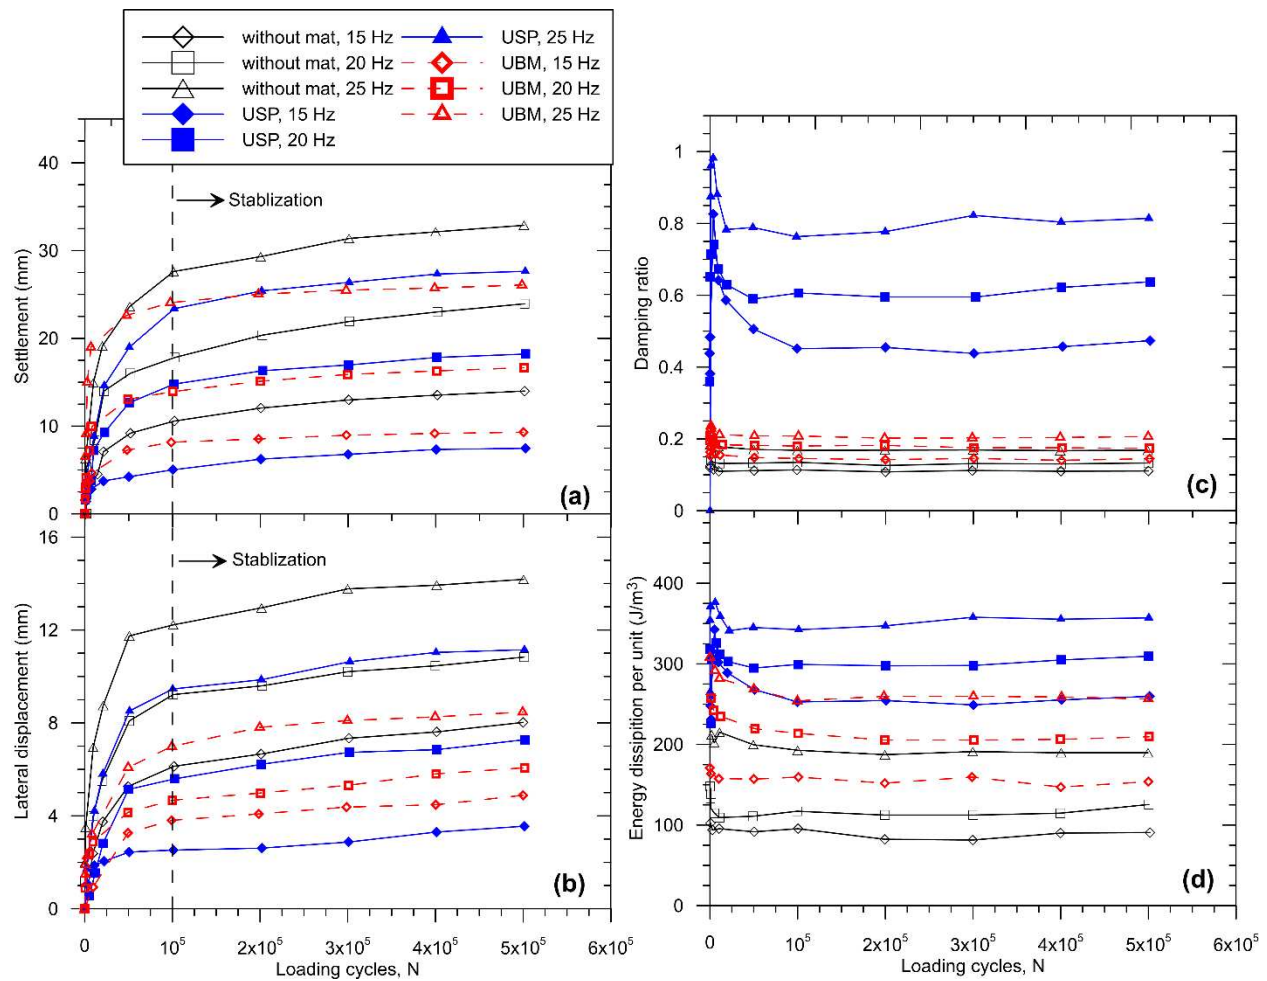 without mat, 15 Hz
without mat, 20 Hz
without mat, 25 Hz
USP, 15 Hz
USP, 20 Hz
USP, 25 Hz
UBM, 15 Hz
UBM, 20 Hz
UBM, 25 Hz
Settlement (mm)
40
30
20
10
0
Stablization
(a)
Lateral displacement (mm)
16
12
8
4
0
Stablization
(b)
0
10⁵
2x10⁵
3x10⁵
4x10⁵
5x10⁵
6x10⁵
Loading cycles, N
Damping ratio
1
0.8
0.6
0.4
0.2
0
(c)
Energy dissipition per unit (J/m³)
400
300
200
100
0
(d)
0
10⁵
2x10⁵
3x10⁵
4x10⁵
5x10⁵
6x10⁵
Loading cycles, N